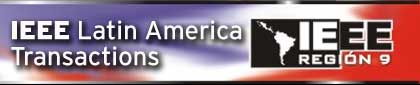 IEEE Latin America
Transactions
IEEE
REGIÓN 9